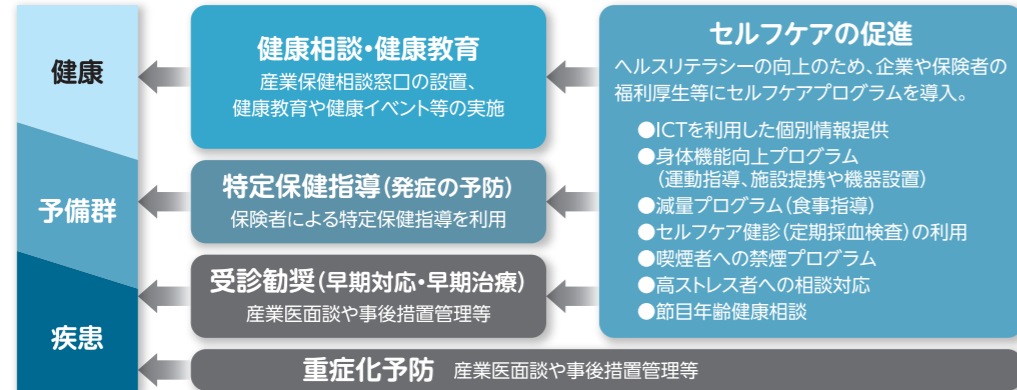 健康
予備群
疾患
健康相談・健康教育
産業保健相談窓口の設置、
健康教育や健康イベント等の実施
特定保健指導(発症の予防)
保険者による特定保健指導を利用
受診勧奨(早期対応・早期治療)
産業医面談や事後措置管理等
重症化予防 産業医面談や事後措置管理等
セルフケアの促進
ヘルスリテラシーの向上のため、企業や保険者の
福利厚生等にセルフケアプログラムを導入。
●ICTを利用した個別情報提供
●身体機能向上プログラム
(運動指導、施設提携や機器設置)
●減量プログラム(食事指導)
●セルフケア健診(定期採血検査)の利用
●喫煙者への禁煙プログラム
●高ストレス者への相談対応
●節目年齢健康相談